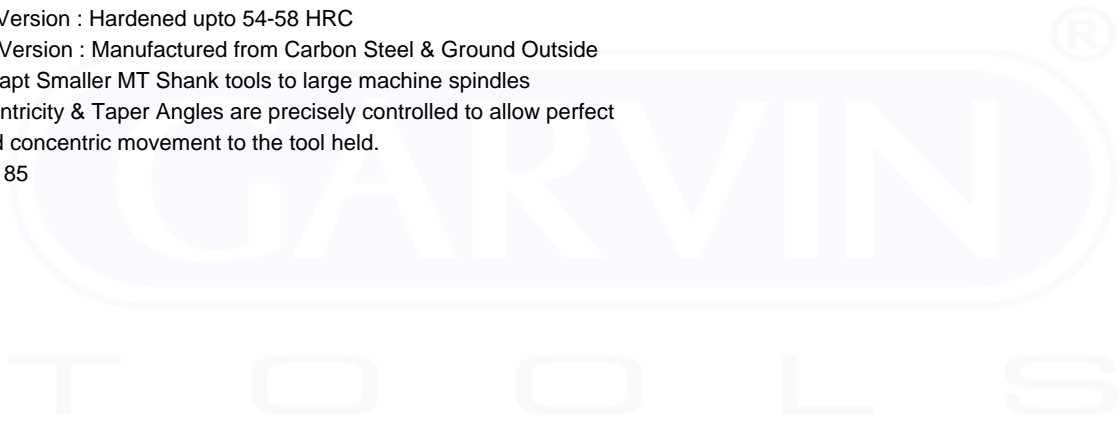 Version : Hardened upto 54-58 HRC
Version : Manufactured from Carbon Steel & Ground Outside
apt Smaller MT Shank tools to large machine spindles
ntricity & Taper Angles are precisely controlled to allow perfect
d concentric movement to the tool held.
85
GARVIN ®
TOOLS